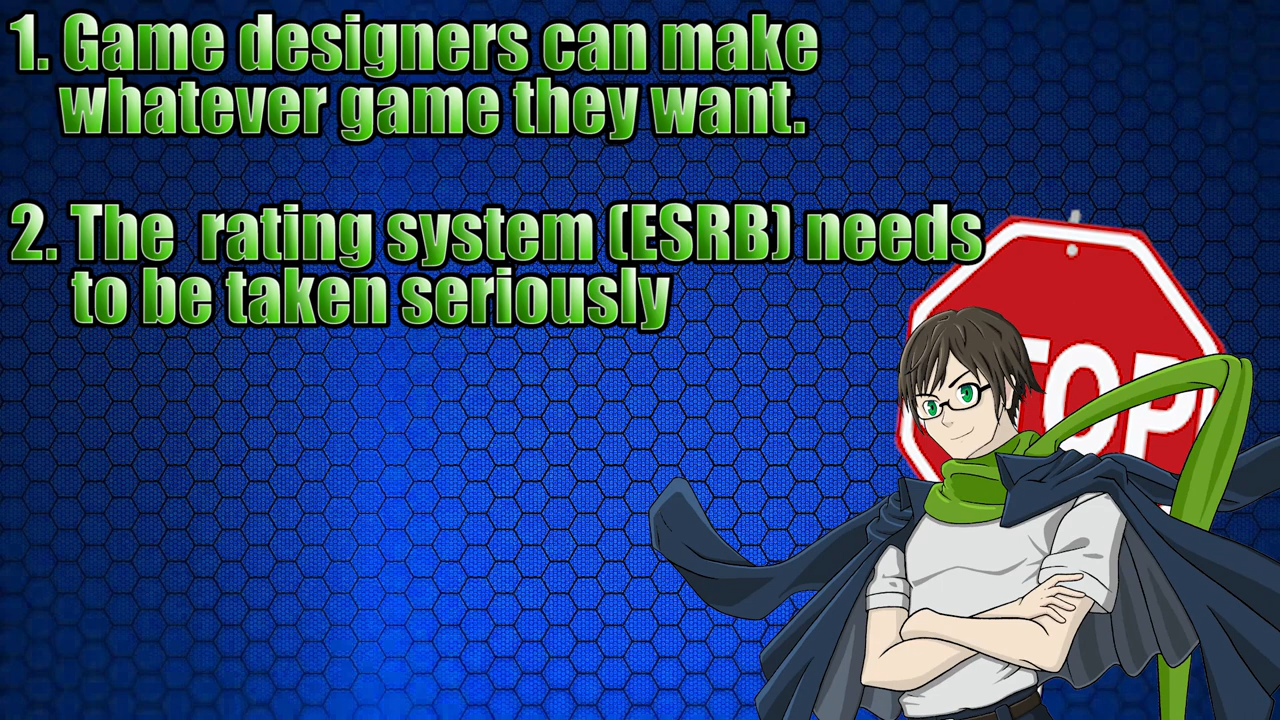 1. Game designers can make
whatever game they want.
2. The rating system (ESRB) needs
to be taken seriously
TOP